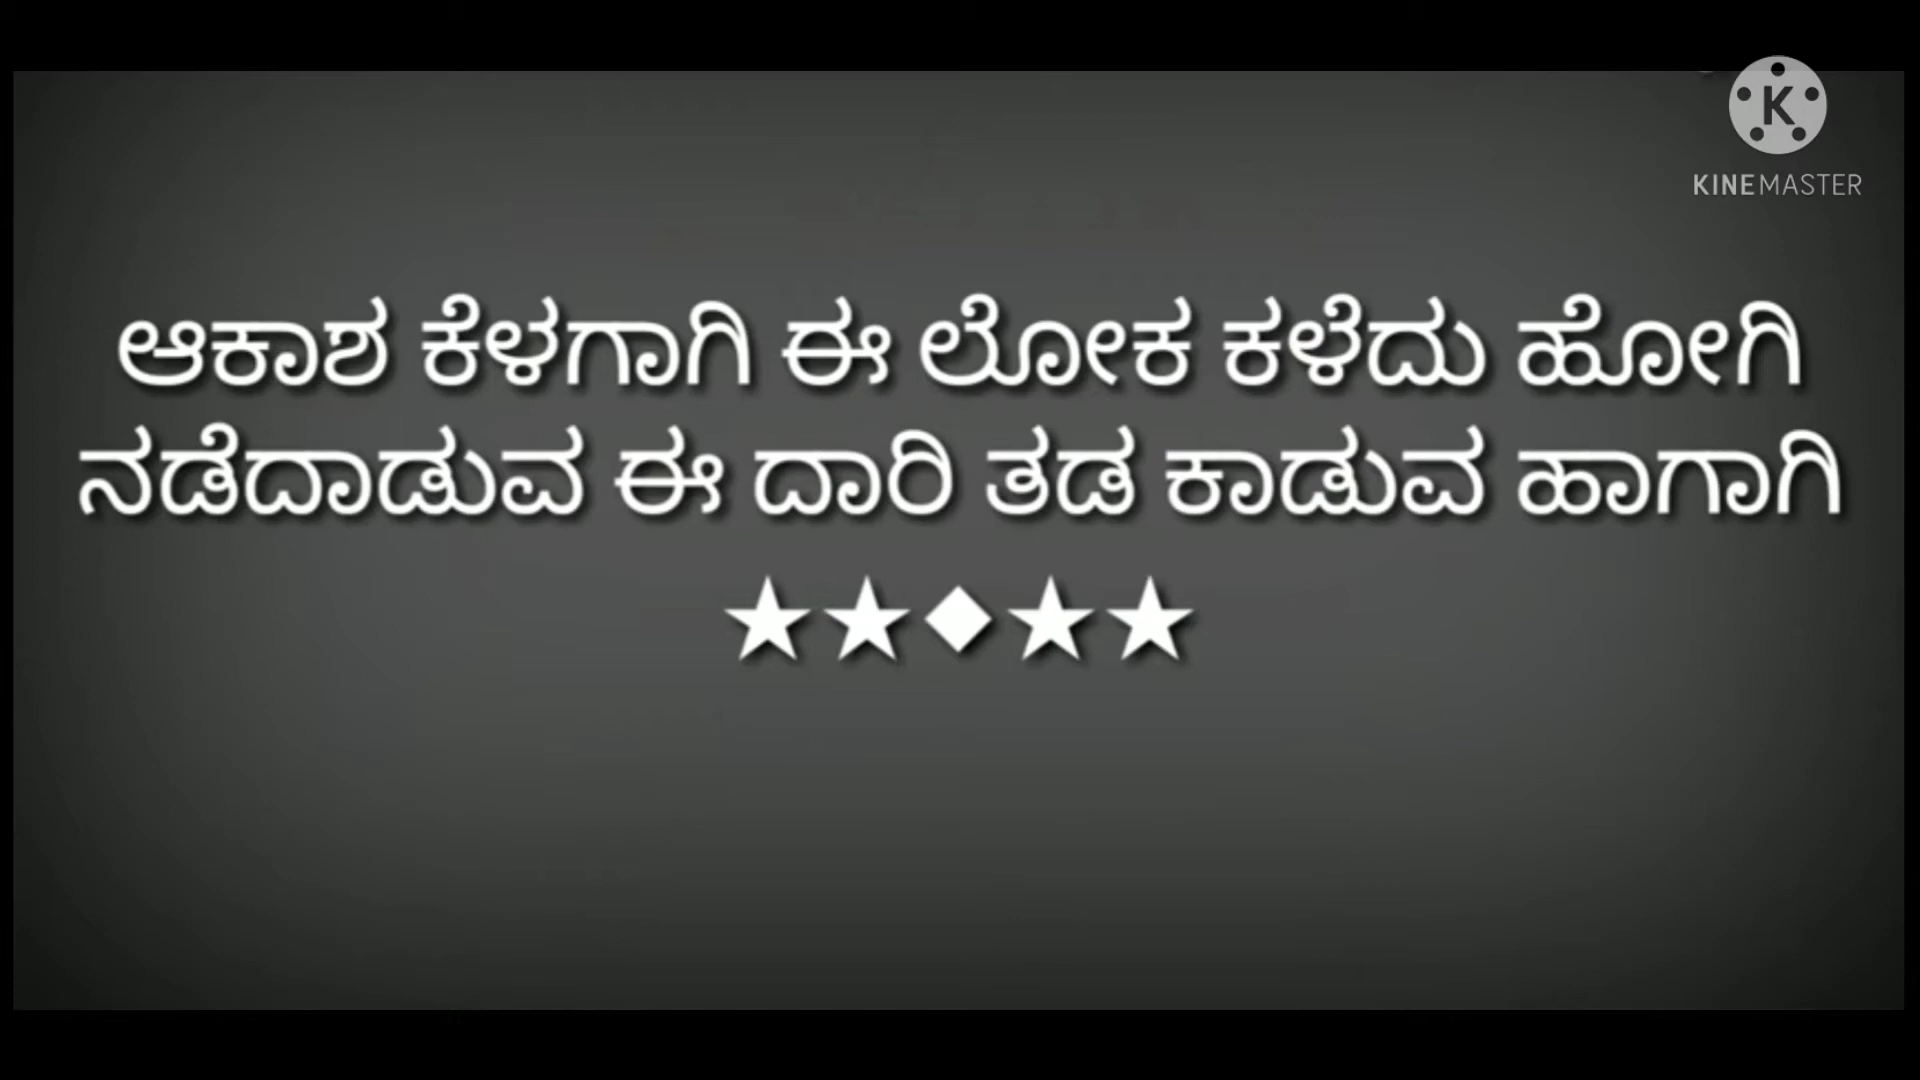 KINEMASTER
ಆಕಾಶ ಕೆಳಗಾಗಿ ಈ ಲೋಕ ಕಳೆದು ಹೋಗಿ
ನಡೆದಾಡುವ ಈ ದಾರಿ ತಡ ಕಾಡುವ ಹಾಗಾಗಿ
★★◆★★